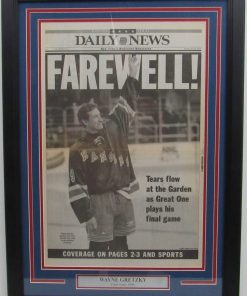 DAILY NEWS
FAREWELL!
RANGERS
Tears flow
at the Garden
as Great One
plays his
final game
COVERAGE ON PAGES 2-3 AND SPORTS
WAYNE GRETZKY